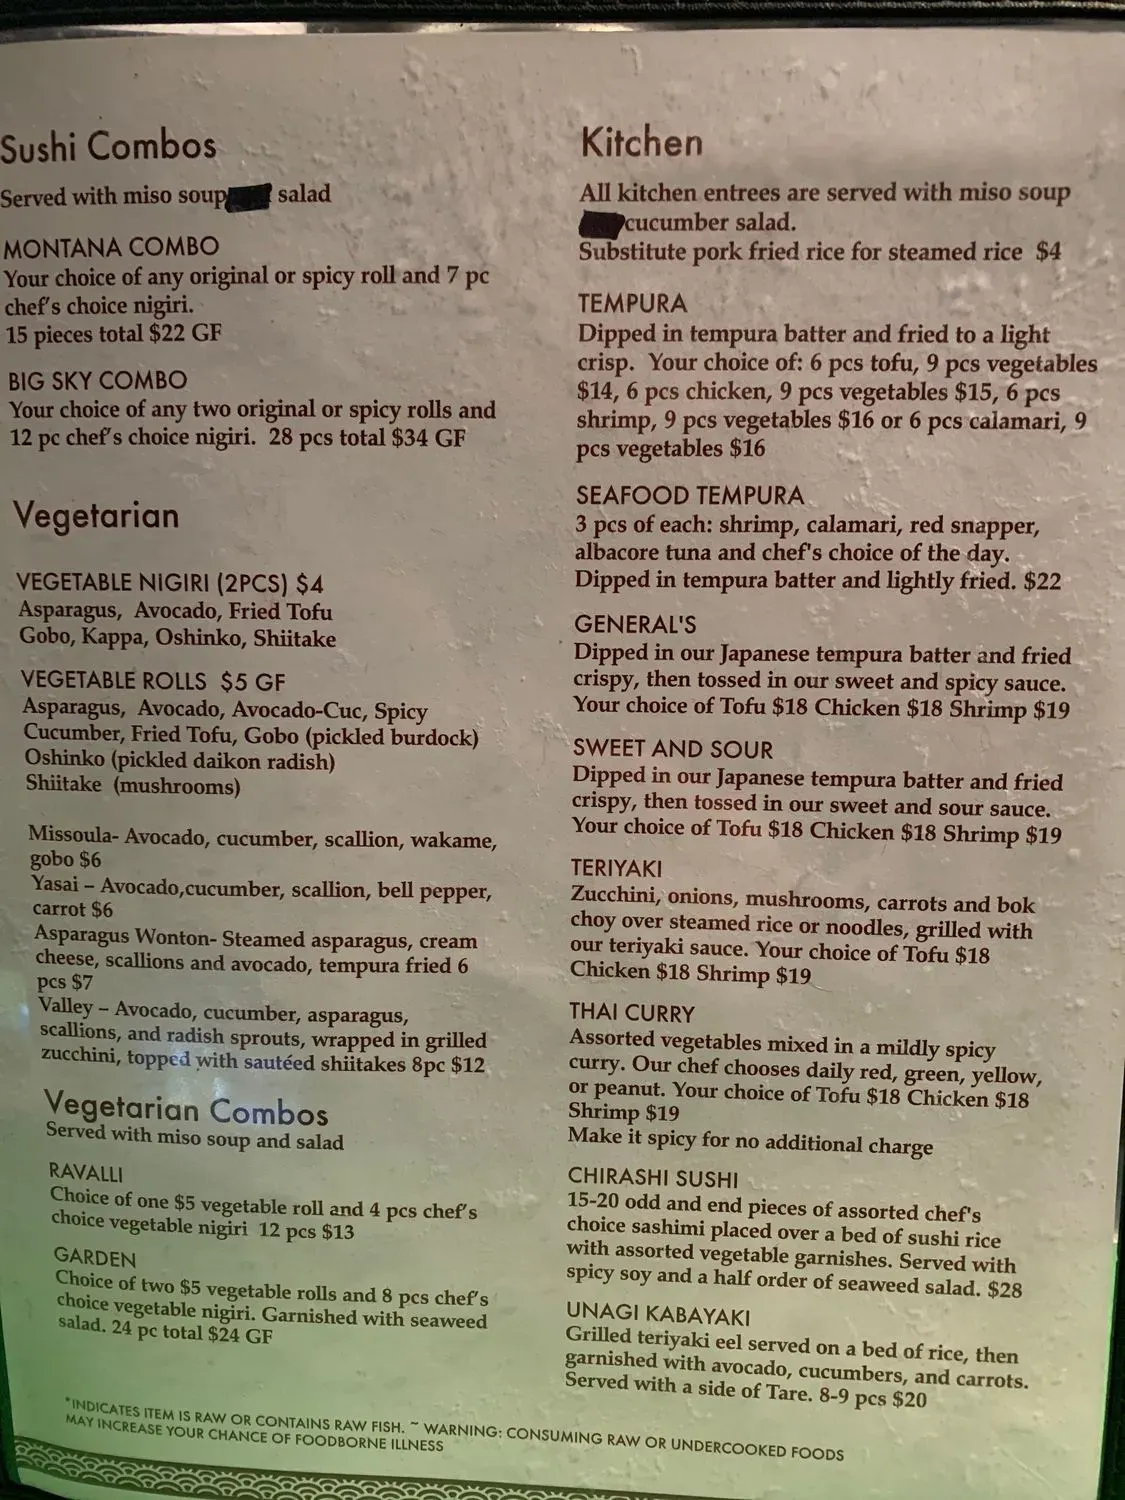 Sushi Combos
Served with miso soup salad
MONTANA COMBO
Your choice of any original or spicy roll and 7 pc
chef's choice nigiri.
15 pieces total $22 GF
BIG SKY COMBO
Your choice of any two original or spicy rolls and
12 pc chef's choice nigiri. 28 pcs total $34 GF
Vegetarian
VEGETABLE NIGIRI (2PCS) $4
Asparagus, Avocado, Fried Tofu
Gobo, Kappa, Oshinko, Shiitake
VEGETABLE ROLLS $5 GF
Asparagus, Avocado, Avocado-Cuc, Spicy
Cucumber, Fried Tofu, Gobo (pickled burdock)
Oshinko (pickled daikon radish)
Shiitake (mushrooms)
Missoula- Avocado, cucumber, scallion, wakame,
gobo $6
Yasai – Avocado,cucumber, scallion, bell pepper,
carrot $6
Asparagus Wonton- Steamed asparagus, cream
cheese, scallions and avocado, tempura fried 6
pcs $7
Valley – Avocado, cucumber, asparagus,
scallions, and radish sprouts, wrapped in grilled
zucchini, topped with sautéed shiitakes 8pc $12
Vegetarian Combos
Served with miso soup and salad
RAVALLI
Choice of one $5 vegetable roll and 4 pcs chef's
choice vegetable nigiri 12 pcs $13
GARDEN
Choice of two $5 vegetable rolls and 8 pcs chef's
choice vegetable nigiri. Garnished with seaweed
salad. 24 pc total $24 GF
Kitchen
All kitchen entrees are served with miso soup
cucumber salad.
Substitute pork fried rice for steamed rice $4
TEMPURA
Dipped in tempura batter and fried to a light
crisp. Your choice of: 6 pcs tofu, 9 pcs vegetables
$14, 6 pcs chicken, 9 pcs vegetables $15, 6 pcs
shrimp, 9 pcs vegetables $16 or 6 pcs calamari, 9
pcs vegetables $16
SEAFOOD TEMPURA
3 pcs of each: shrimp, calamari, red snapper,
albacore tuna and chef's choice of the day.
Dipped in tempura batter and lightly fried. $22
GENERAL'S
Dipped in our Japanese tempura batter and fried
crispy, then tossed in our sweet and spicy sauce.
Your choice of Tofu $18 Chicken $18 Shrimp $19
SWEET AND SOUR
Dipped in our Japanese tempura batter and fried
crispy, then tossed in our sweet and sour sauce.
Your choice of Tofu $18 Chicken $18 Shrimp $19
TERIYAKI
Zucchini, onions, mushrooms, carrots and bok
choy over steamed rice or noodles, grilled with
our teriyaki sauce. Your choice of Tofu $18
Chicken $18 Shrimp $19
THAI CURRY
Assorted vegetables mixed in a mildly spicy
curry. Our chef chooses daily red, green, yellow,
or peanut. Your choice of Tofu $18 Chicken $18
Shrimp $19
Make it spicy for no additional charge
CHIRASHI SUSHI
15-20 odd and end pieces of assorted chef's
choice sashimi placed over a bed of sushi rice
with assorted vegetable garnishes. Served with
spicy soy and a half order of seaweed salad. $28
UNAGI KABAYAKI
Grilled teriyaki eel served on a bed of rice, then
garnished with avocado, cucumbers, and carrots.
Served with a side of Tare. 8-9 pcs $20
*INDICATES ITEM IS RAW OR CONTAINS RAW FISH. ~ WARNING: CONSUMING RAW OR UNDERCOOKED FOODS
MAY INCREASE YOUR CHANCE OF FOODBORNE ILLNESS